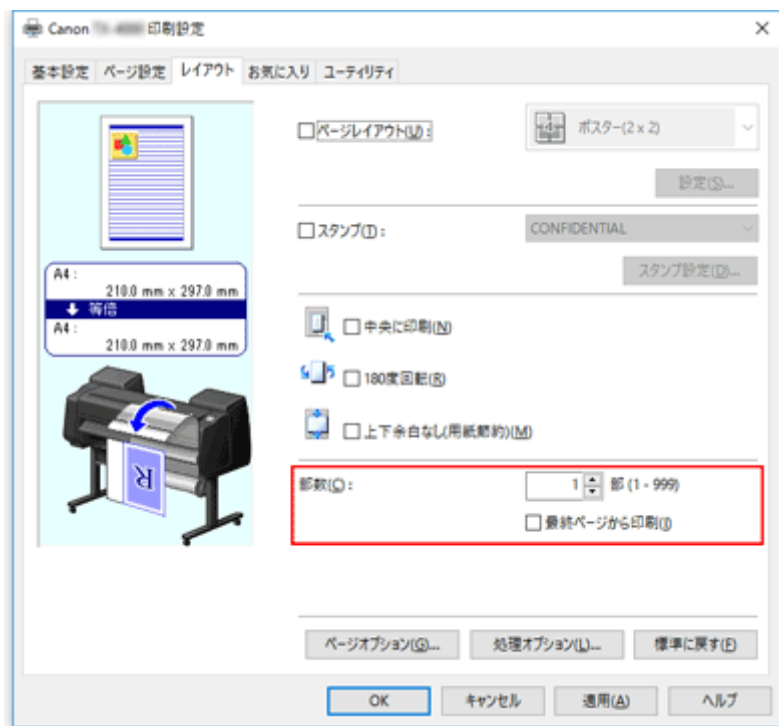 Canon 印刷設定
基本設定 ページ設定 レイアウト お気に入り ユーティリティ
ページレイアウト(U):
ポスター(2 x 2)
設定(S)...
スタンプ(T):
CONFIDENTIAL
スタンプ設定(D)...
A4 :
210.0 mm x 297.0 mm
等倍
A4 :
210.0 mm x 297.0 mm
中央に印刷(N)
180度回転(R)
上下余白なし(用紙節約)(M)
R
部数(C):
1 部 (1 - 999)
最終ページから印刷(I)
ページオプション(G)...
処理オプション(L)...
標準に戻す(F)
OK
キャンセル
適用(A)
ヘルプ